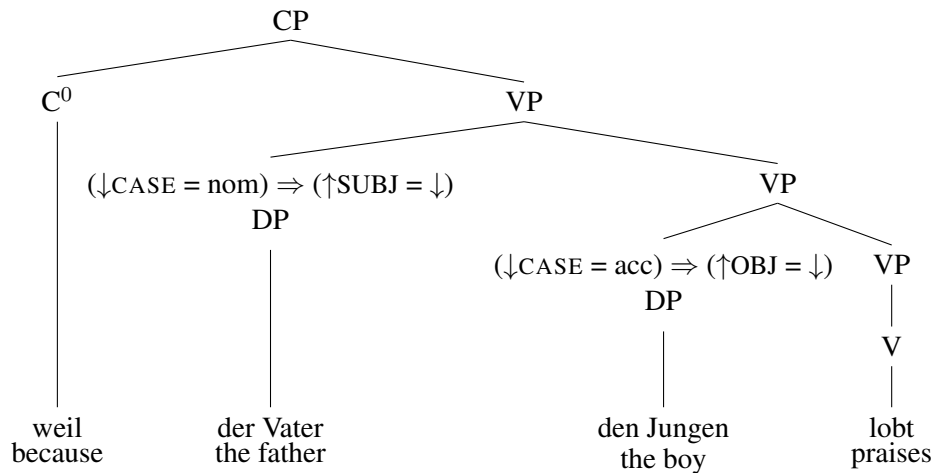 CP
C⁰ VP
(↓CASE = nom) ⇒ (↑SUBJ = ↓) VP
DP
(↓CASE = acc) ⇒ (↑OBJ = ↓) VP
DP
V
weil der Vater den Jungen lobt
because the father the boy praises